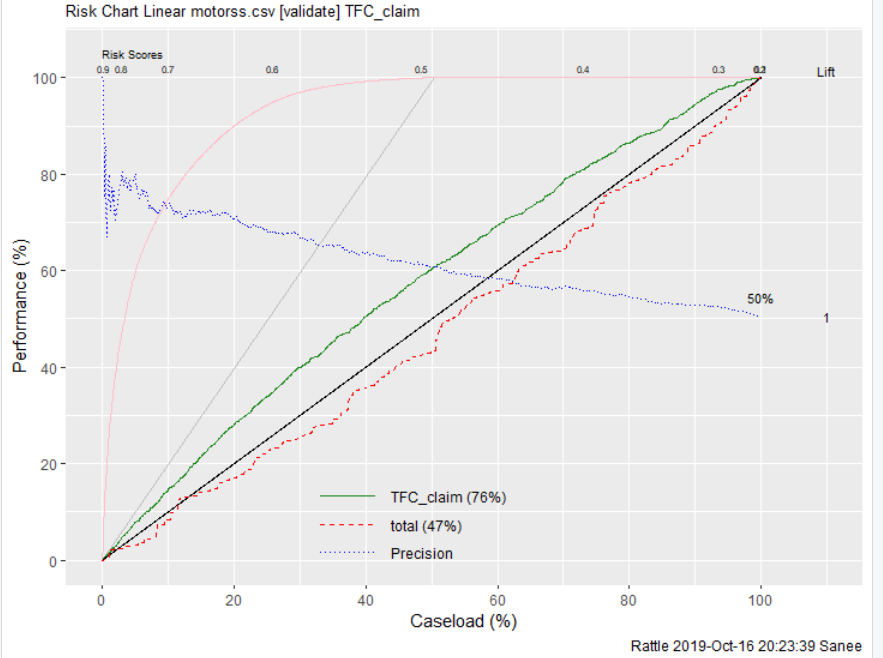 Risk Chart Linear motorss.csv [validate] TFC_claim
Risk Scores
0.9 0.8 0.7 0.6 0.5 0.4 0.3
Lift
100
80
60
40
20
0
Performance (%)
50%
1
TFC_claim (76%)
total (47%)
Precision
0 20 40 60 80 100
Caseload (%)
Rattle 2019-Oct-16 20:23:39 Sanee